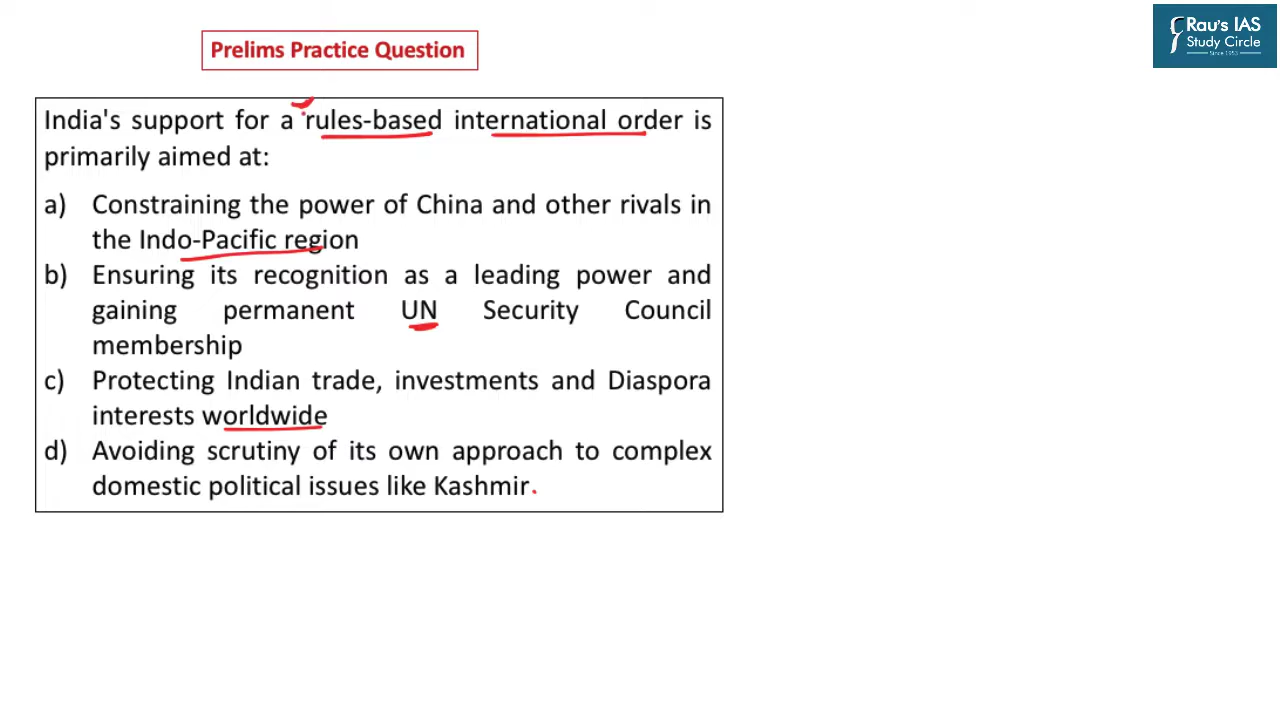 Prelims Practice Question
Rau's IAS
Study Circle
Since 1953
India's support for a rules-based international order is
primarily aimed at:
a) Constraining the power of China and other rivals in
the Indo-Pacific region
b) Ensuring its recognition as a leading power and
gaining permanent UN Security Council
membership
c) Protecting Indian trade, investments and Diaspora
interests worldwide
d) Avoiding scrutiny of its own approach to complex
domestic political issues like Kashmir.